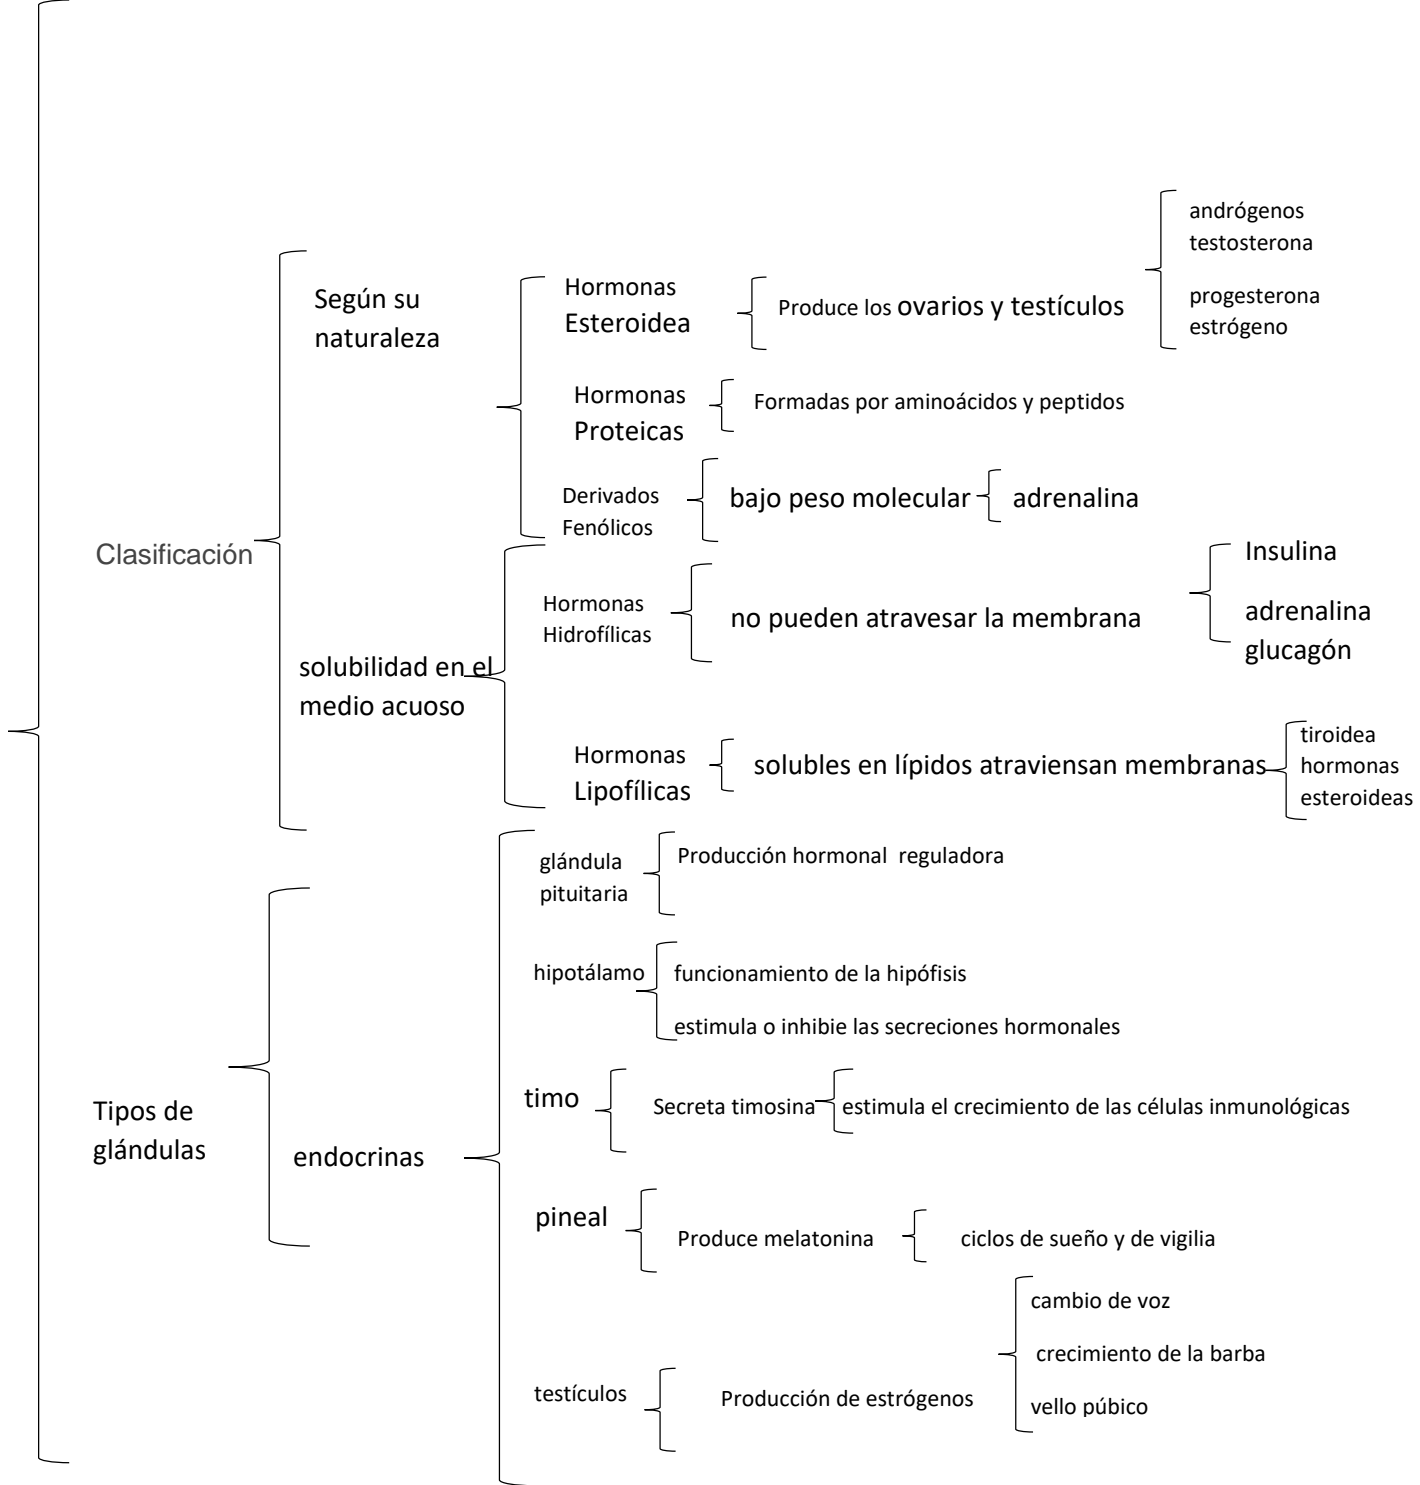 Clasificación
Según su
naturaleza
Hormonas
Esteroidea
Produce los ovarios y testículos
andrógenos
testosterona
progesterona
estrógeno
Hormonas
Proteicas
Formadas por aminoácidos y peptidos
Derivados
Fenólicos
bajo peso molecular
adrenalina
solubilidad en el
medio acuoso
Hormonas
Hidrofílicas
no pueden atravesar la membrana
Insulina
adrenalina
glucagón
Hormonas
Lipofílicas
solubles en lípidos atraviensan membranas
tiroidea
hormonas
esteroideas
Tipos de
glándulas
endocrinas
glándula
pituitaria
Producción hormonal reguladora
hipotálamo
funcionamiento de la hipófisis
estimula o inhibie las secreciones hormonales
timo
Secreta timosina
estimula el crecimiento de las células inmunológicas
pineal
Produce melatonina
ciclos de sueño y de vigilia
testículos
Producción de estrógenos
cambio de voz
crecimiento de la barba
vello púbico